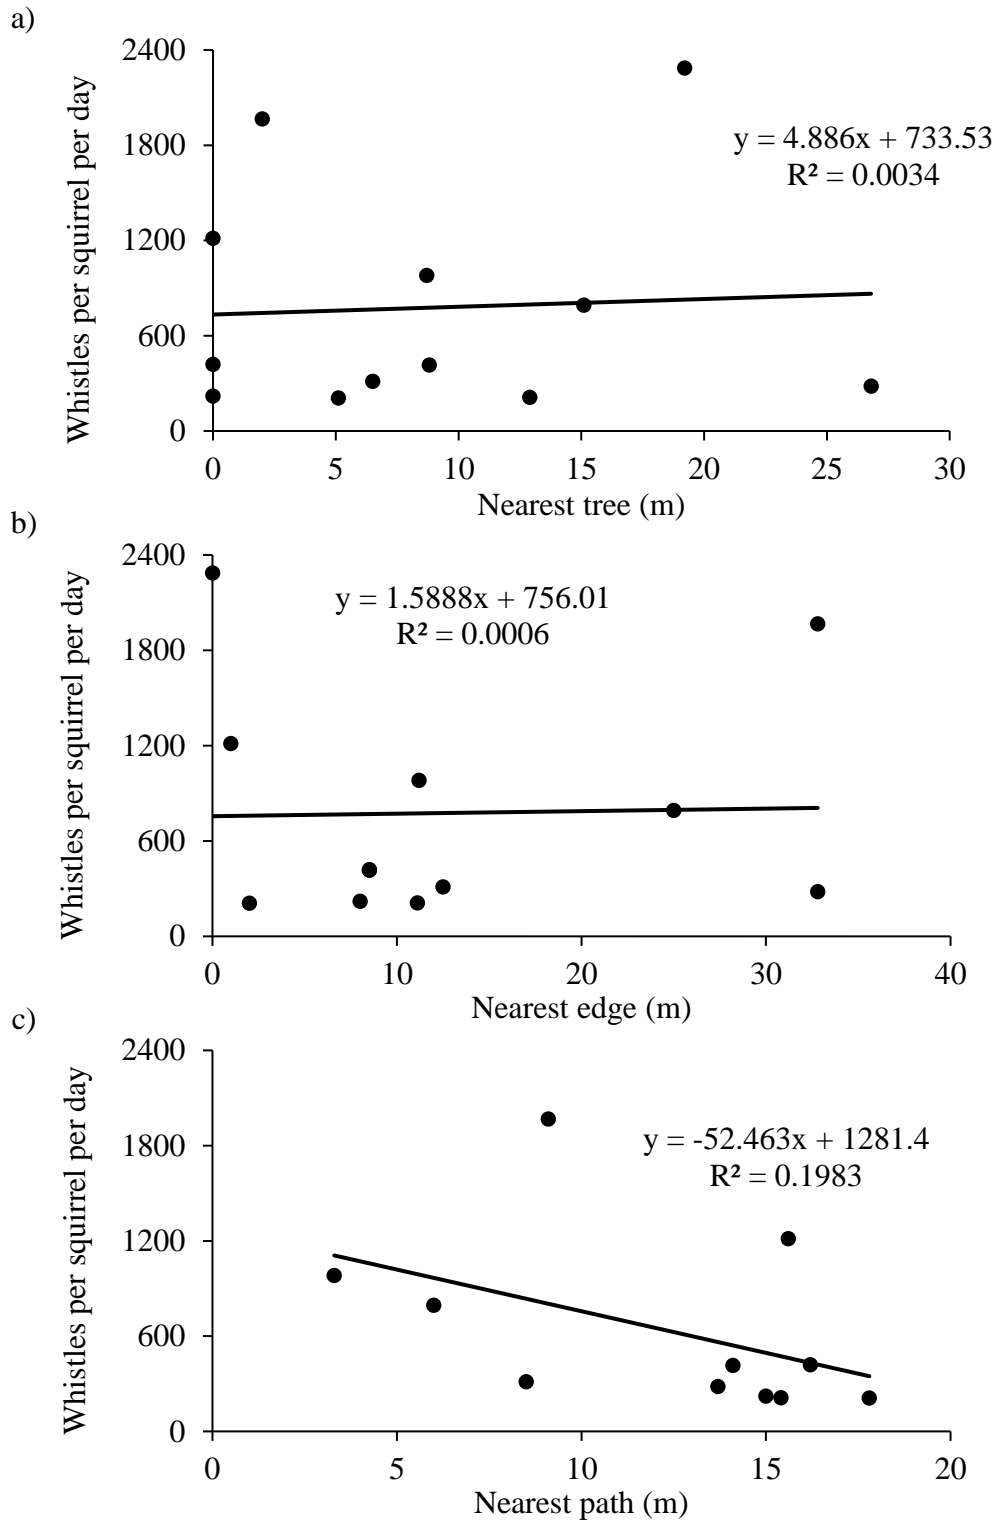 a)
Whistles per squirrel per day
2400
1800
1200
600
0
y = 4.886x + 733.53
R² = 0.0034
0 5 10 15 20 25 30
Nearest tree (m)
b)
Whistles per squirrel per day
2400
1800
1200
600
0
y = 1.5888x + 756.01
R² = 0.0006
0 10 20 30 40
Nearest edge (m)
c)
Whistles per squirrel per day
2400
1800
1200
600
0
y = -52.463x + 1281.4
R² = 0.1983
0 5 10 15 20
Nearest path (m)